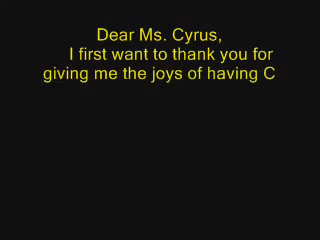 Dear Ms. Cyrus,
I first want to thank you for
giving me the joys of having C